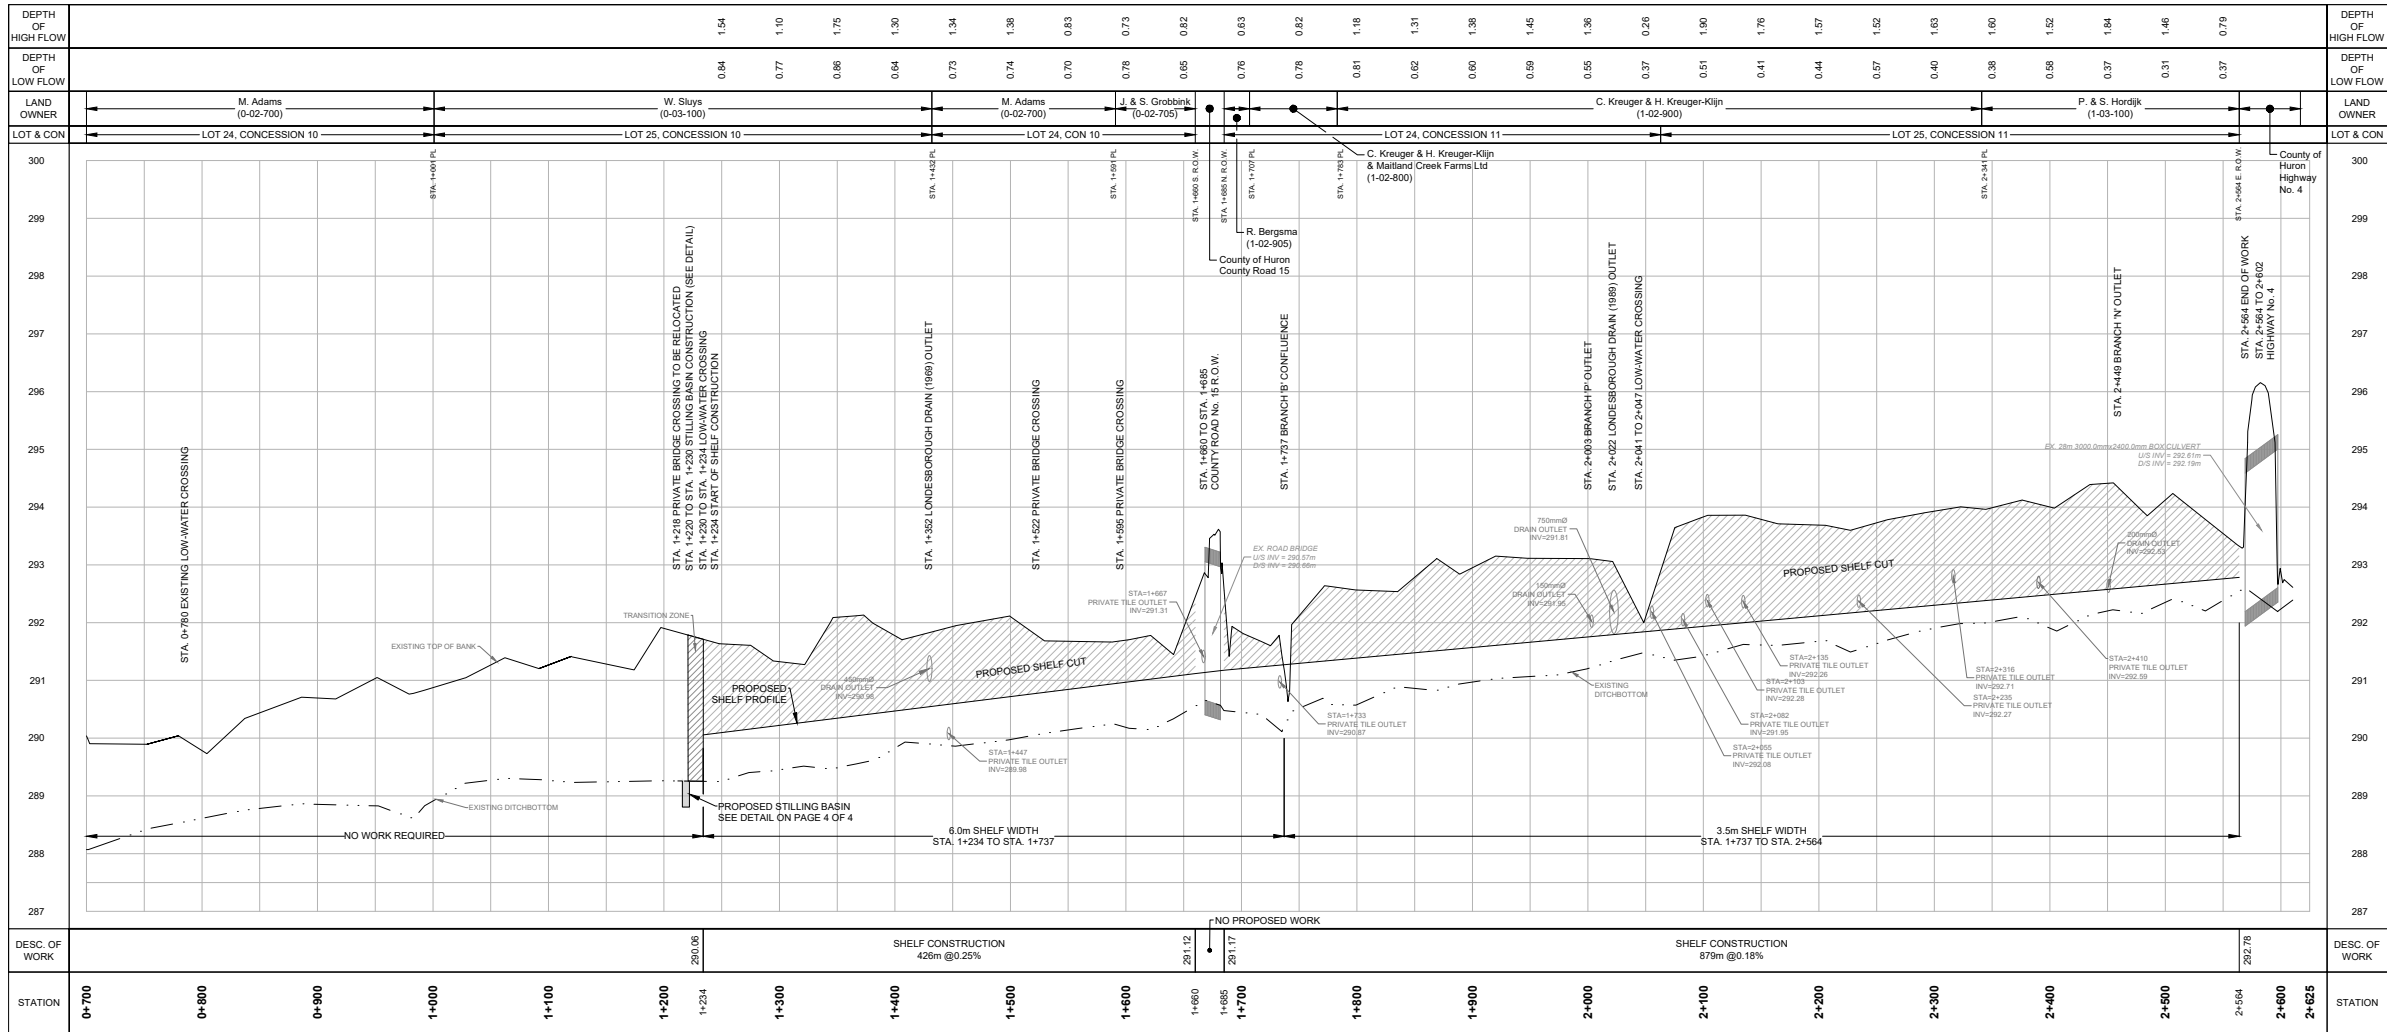 DEPTH
OF
HIGH FLOW
1.54 1.10 1.75 1.30 1.34 1.38 0.83 0.73 0.82 0.63 0.82 1.18 1.31 1.38 1.45 1.36 0.26 1.90 1.76 1.57 1.52 1.63 1.60 1.52 1.84 1.46 0.79
DEPTH
OF
HIGH FLOW
DEPTH
OF
LOW FLOW
0.84 0.77 0.86 0.64 0.73 0.74 0.70 0.78 0.65 0.76 0.78 0.81 0.62 0.60 0.59 0.55 0.37 0.51 0.41 0.44 0.57 0.40 0.38 0.58 0.37 0.31 0.37
DEPTH
OF
LOW FLOW
LAND
OWNER
M. Adams
(0-02-700)
W. Sluys
(0-03-100)
M. Adams
(0-02-700)
J. & S. Grobbink
(0-02-705)
C. Kreuger & H. Kreuger-Klijn
(1-02-900)
P. & S. Hordijk
(1-03-100)
LAND
OWNER
LOT & CON
LOT 24, CONCESSION 10
LOT 25, CONCESSION 10
LOT 24, CON 10
LOT 24, CONCESSION 11
LOT 25, CONCESSION 11
LOT & CON
STA. 1+001 PL
STA. 1+432 PL
STA. 1+591 PL
STA. 1+660 S. R.O.W.
STA. 1+685 N. R.O.W.
STA. 1+707 PL
STA. 1+783 PL
STA. 2+341 PL
STA. 2+564 E. R.O.W.
C. Kreuger & H. Kreuger-Klijn
& Maitland Creek Farms Ltd
(1-02-800)
County of
Huron
Highway
No. 4
R. Bergsma
(1-02-905)
County of Huron
County Road 15
300
299
298
297
296
295
294
293
292
291
290
289
288
287
300
299
298
297
296
295
294
293
292
291
290
289
288
287
STA. 0+780 EXISTING LOW-WATER CROSSING
STA. 1+218 PRIVATE BRIDGE CROSSING TO BE RELOCATED
STA. 1+220 TO STA. 1+230 STILLING BASIN CONSTRUCTION (SEE DETAIL)
STA. 1+230 TO STA. 1+234 LOW-WATER CROSSING
STA. 1+234 START OF SHELF CONSTRUCTION
STA. 1+352 LONDESBOROUGH DRAIN (1969) OUTLET
STA. 1+522 PRIVATE BRIDGE CROSSING
STA. 1+595 PRIVATE BRIDGE CROSSING
STA. 1+660 TO STA. 1+685
COUNTY ROAD No. 15 R.O.W.
STA. 1+737 BRANCH 'B' CONFLUENCE
STA. 2+003 BRANCH 'P' OUTLET
STA. 2+022 LONDESBOROUGH DRAIN (1989) OUTLET
STA. 2+041 TO 2+047 LOW-WATER CROSSING
STA. 2+449 BRANCH 'N' OUTLET
STA. 2+564 END OF WORK
STA. 2+564 TO 2+602
HIGHWAY No. 4
EX. 28m 3000.0mmx2400.0mm BOX CULVERT
U/S INV = 292.61m
D/S INV = 292.19m
EX. ROAD BRIDGE
U/S INV = 290.57m
D/S INV = 290.66m
750mmØ
DRAIN OUTLET
INV=291.81
150mmØ
DRAIN OUTLET
INV=291.95
200mmØ
DRAIN OUTLET
INV=292.53
450mmØ
DRAIN OUTLET
INV=290.98
STA=1+667
PRIVATE TILE OUTLET
INV=291.31
TRANSITION ZONE
EXISTING TOP OF BANK
PROPOSED
SHELF PROFILE
PROPOSED SHELF CUT
PROPOSED SHELF CUT
EXISTING
DITCHBOTTOM
STA=2+135
PRIVATE TILE OUTLET
INV=292.26
STA=2+103
PRIVATE TILE OUTLET
INV=292.28
STA=2+082
PRIVATE TILE OUTLET
INV=291.95
STA=2+055
PRIVATE TILE OUTLET
INV=292.08
STA=2+316
PRIVATE TILE OUTLET
INV=292.71
STA=2+235
PRIVATE TILE OUTLET
INV=292.27
STA=2+410
PRIVATE TILE OUTLET
INV=292.59
STA=1+733
PRIVATE TILE OUTLET
INV=290.87
STA=1+447
PRIVATE TILE OUTLET
INV=289.98
EXISTING DITCHBOTTOM
PROPOSED STILLING BASIN
SEE DETAIL ON PAGE 4 OF 4
NO WORK REQUIRED
6.0m SHELF WIDTH
STA. 1+234 TO STA. 1+737
3.5m SHELF WIDTH
STA. 1+737 TO STA. 2+564
NO PROPOSED WORK
DESC. OF
WORK
290.06
SHELF CONSTRUCTION
426m @0.25%
291.12
291.17
SHELF CONSTRUCTION
879m @0.18%
292.78
DESC. OF
WORK
STATION
0+700 0+800 0+900 1+000 1+100 1+200 1+234 1+300 1+400 1+500 1+600 1+660 1+685 1+700 1+800 1+900 2+000 2+100 2+200 2+300 2+400 2+500 2+564 2+600 2+625
STATION